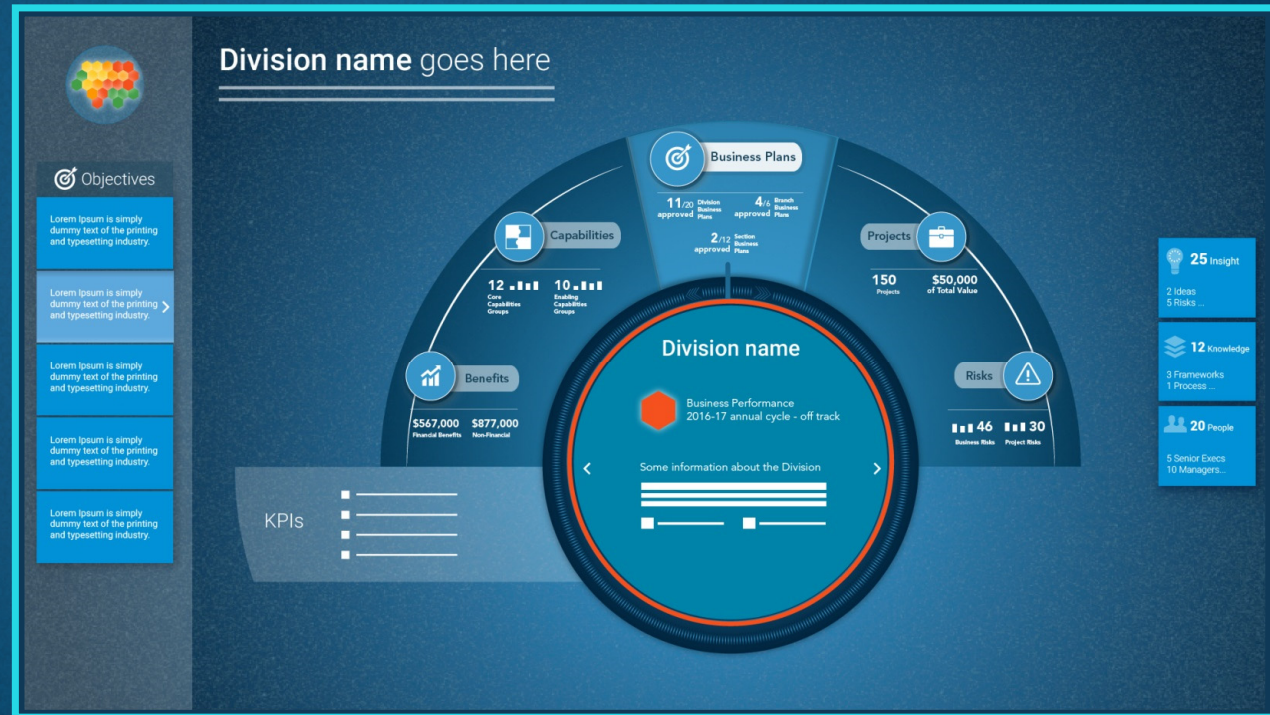 Division name goes here
Objectives
Lorem Ipsum is simply
dummy text of the printing
and typesetting industry.
Lorem Ipsum is simply
dummy text of the printing
and typesetting industry.
Lorem Ipsum is simply
dummy text of the printing
and typesetting industry.
Lorem Ipsum is simply
dummy text of the printing
and typesetting industry.
Lorem Ipsum is simply
dummy text of the printing
and typesetting industry.
Benefits
$567,000
Financial Benefits
$877,000
Non-Financial
Capabilities
12
Core
Capabilities
Groups
10
Enabling
Capabilities
Groups
Business Plans
11/20
approved
Division
Business
Plans
4/6
approved
Branch
Business
Plans
2/12
approved
Section
Business
Plans
Projects
150
Projects
$50,000
of Total Value
Risks
46
Business Risks
30
Project Risks
Division name
Business Performance
2016-17 annual cycle - off track
Some information about the Division
KPIs
25 Insight
2 Ideas
5 Risks ...
12 Knowledge
3 Frameworks
1 Process ...
20 People
5 Senior Execs
10 Managers...